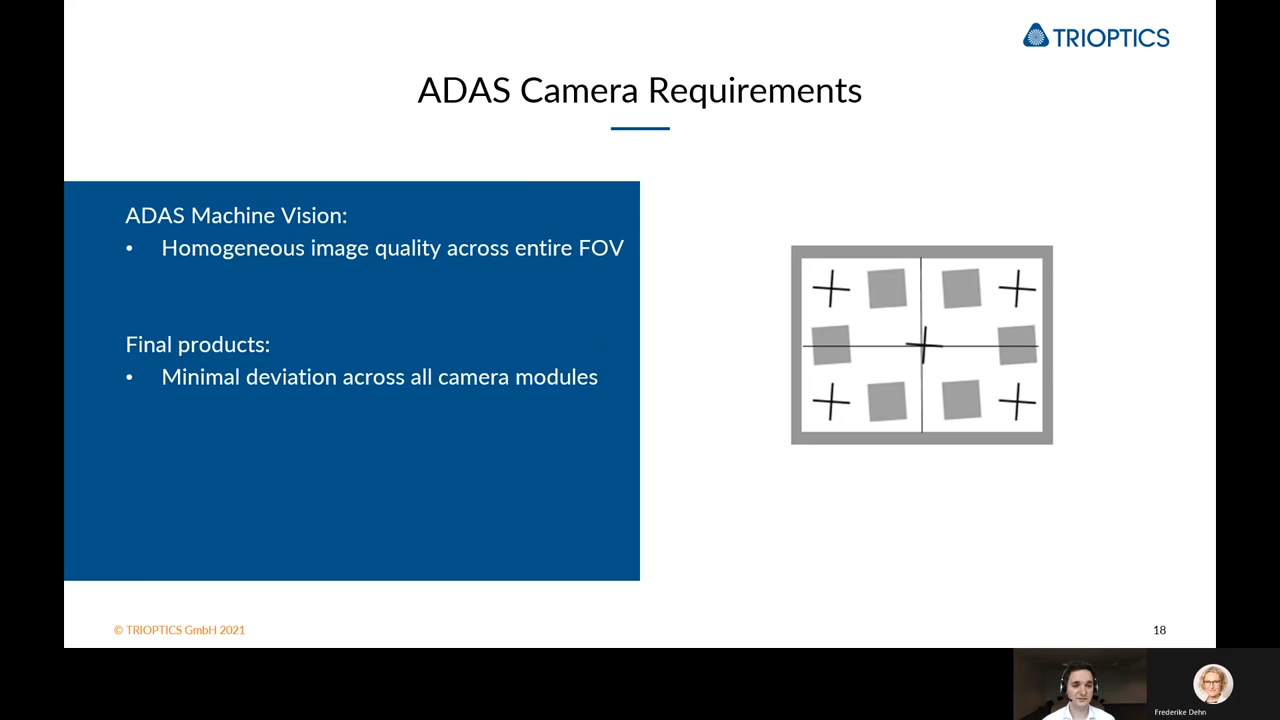 TRIOPTICS
ADAS Camera Requirements
ADAS Machine Vision:
• Homogeneous image quality across entire FOV
Final products:
• Minimal deviation across all camera modules
© TRIOPTICS GmbH 2021
18
Frederike Dehn